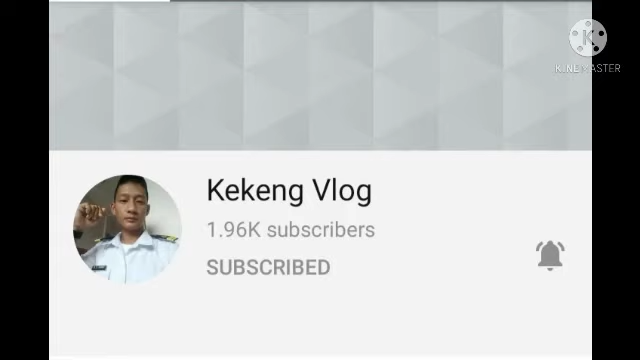 K
KINEMASTER
Kekeng Vlog
1.96K subscribers
SUBSCRIBED